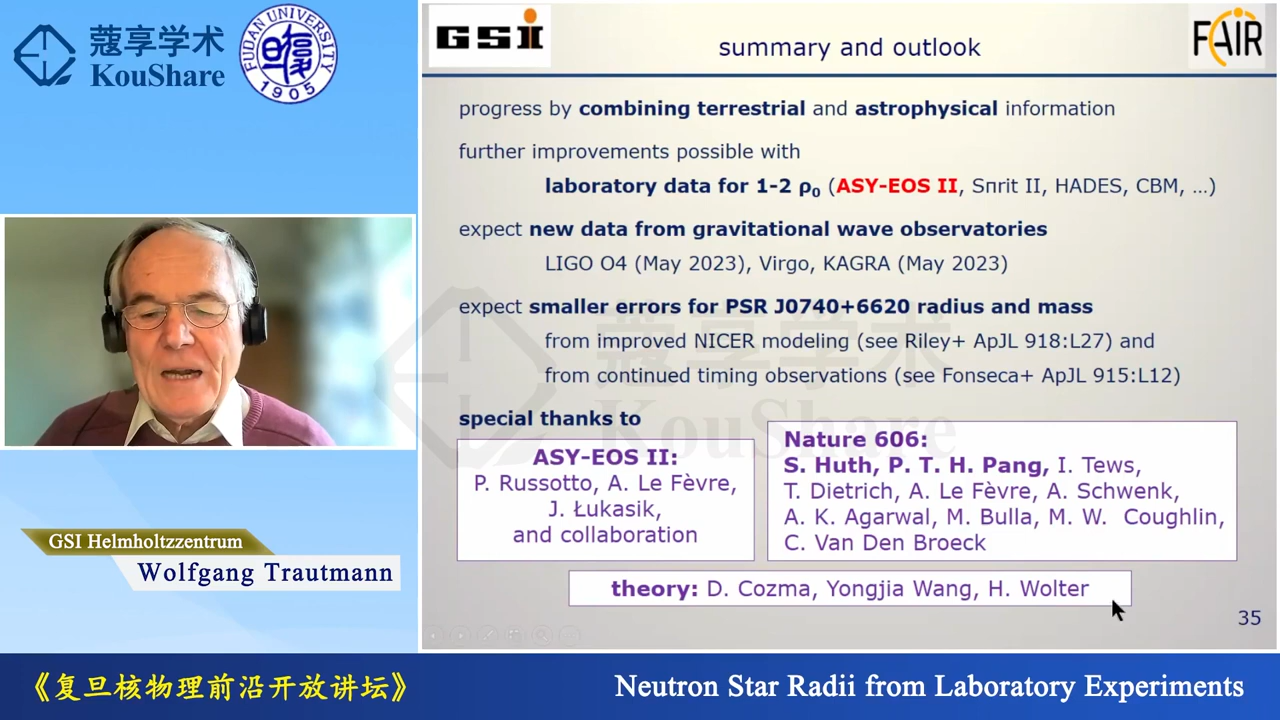 蔻享学术
KouShare
FUDAN UNIVERSITY
1905
GSI
summary and outlook
FAIR
progress by combining terrestrial and astrophysical information
further improvements possible with
laboratory data for 1-2 ρ0 (ASY-EOS II, Sπrit II, HADES, CBM, …)
expect new data from gravitational wave observatories
LIGO O4 (May 2023), Virgo, KAGRA (May 2023)
expect smaller errors for PSR J0740+6620 radius and mass
from improved NICER modeling (see Riley+ ApJL 918:L27) and
from continued timing observations (see Fonseca+ ApJL 915:L12)
蔻享学术
KouShare
special thanks to
ASY-EOS II:
P. Russotto, A. Le Fèvre,
J. Łukasik,
and collaboration
Nature 606:
S. Huth, P. T. H. Pang, I. Tews,
T. Dietrich, A. Le Fèvre, A. Schwenk,
A. K. Agarwal, M. Bulla, M. W. Coughlin,
C. Van Den Broeck
theory: D. Cozma, Yongjia Wang, H. Wolter
35
GSI Helmholtzzentrum
Wolfgang Trautmann
《复旦核物理前沿开放讲坛》
Neutron Star Radii from Laboratory Experiments